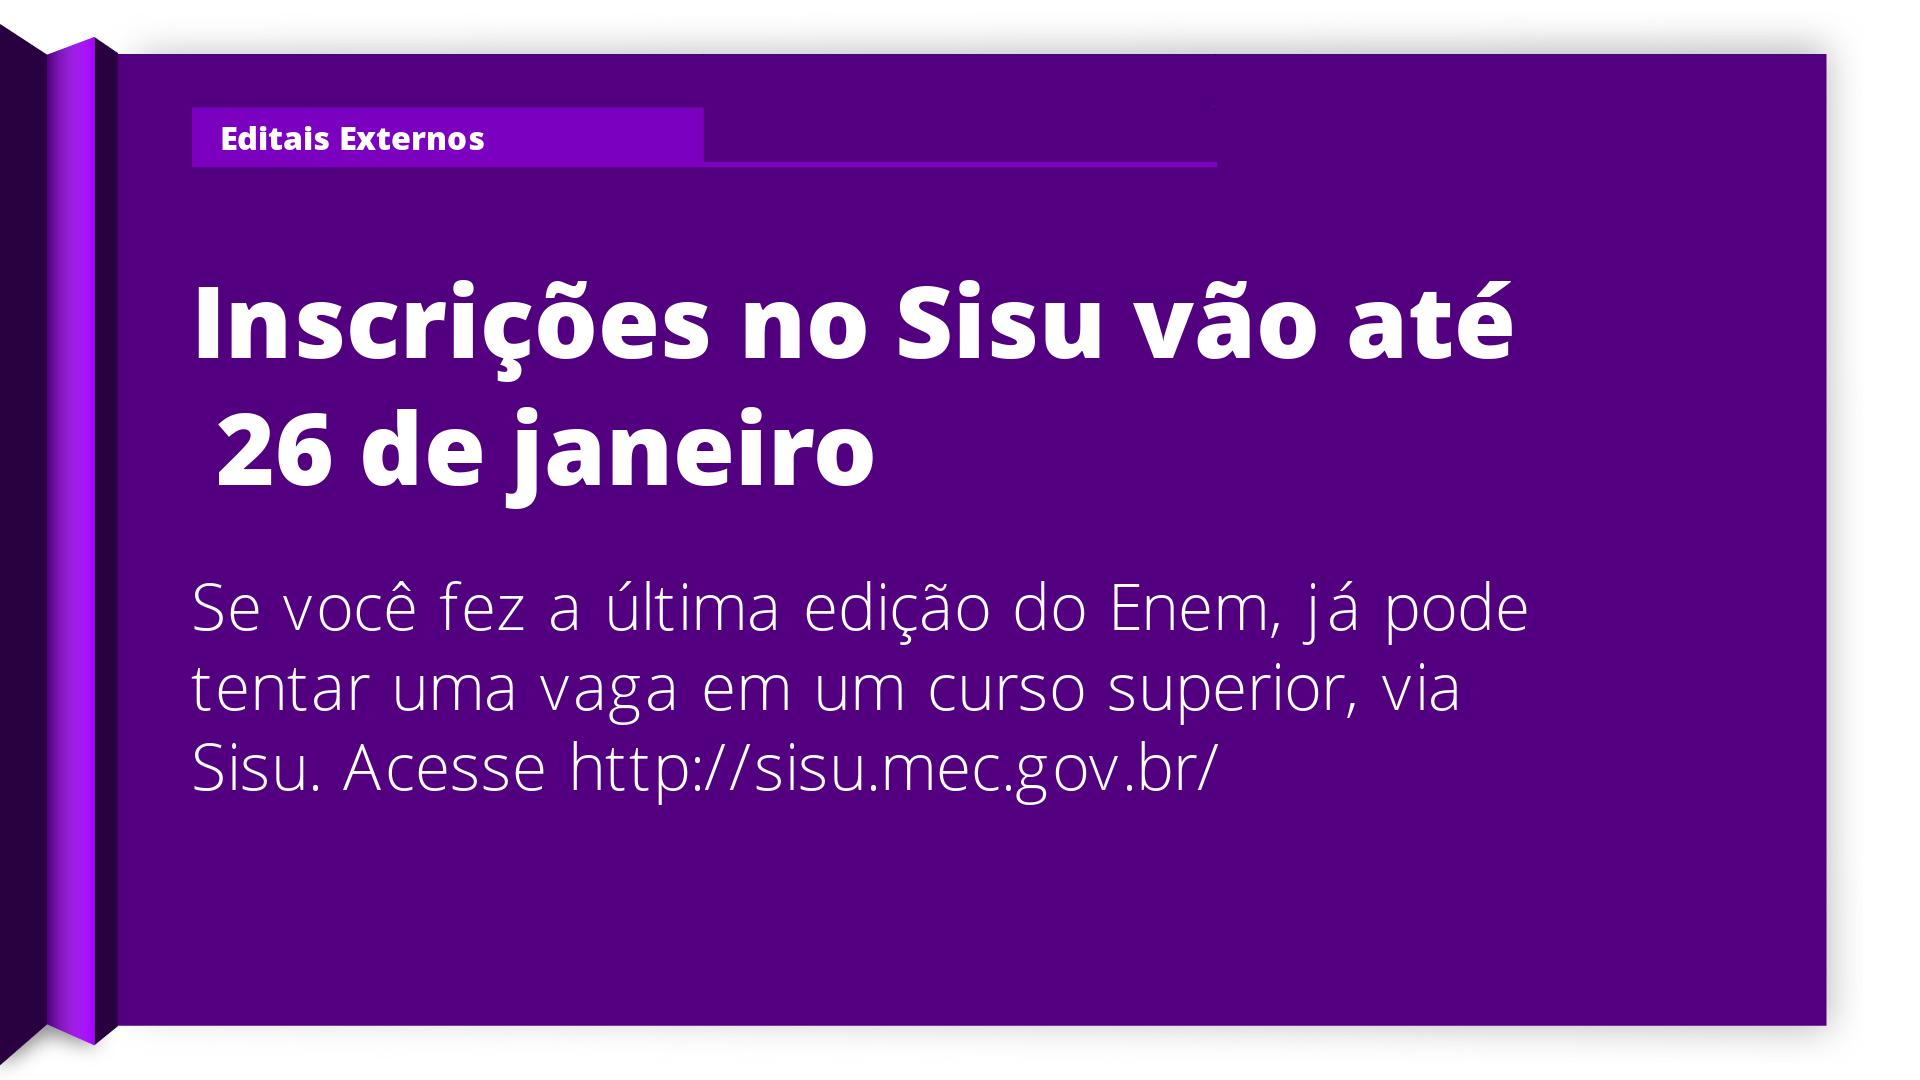 Editais Externos
Inscrições no Sisu vão até
26 de janeiro
Se você fez a última edição do Enem, já pode
tentar uma vaga em um curso superior, via
Sisu. Acesse http://sisu.mec.gov.br/